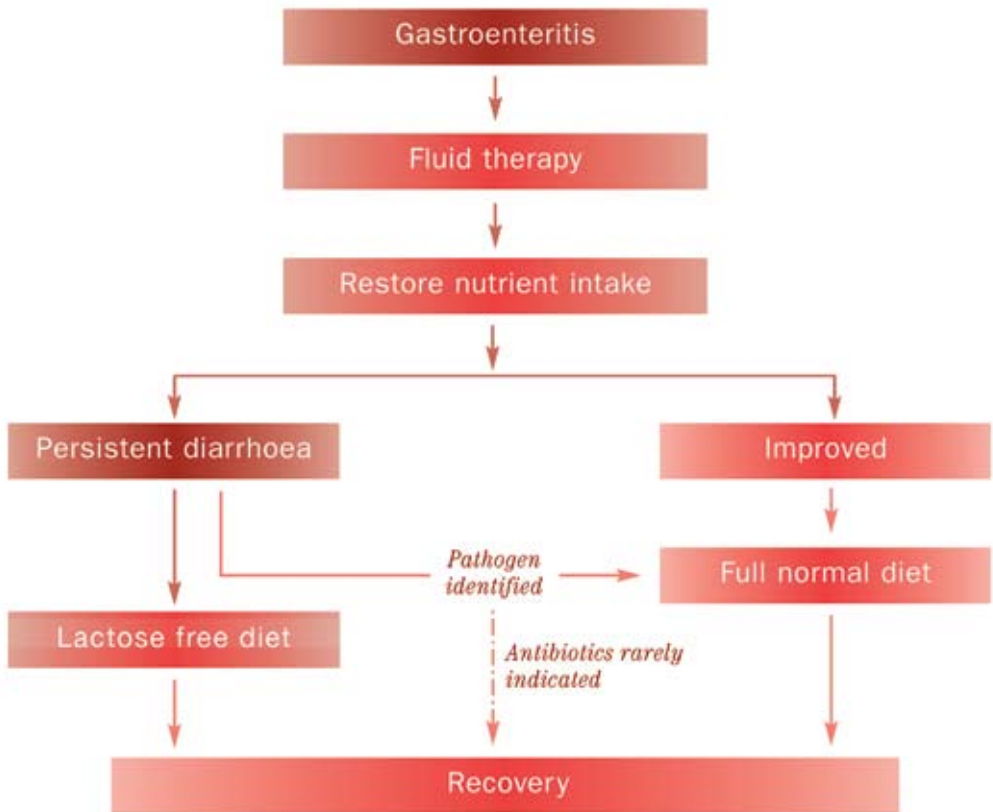 Gastroenteritis
Fluid therapy
Restore nutrient intake
Persistent diarrhoea
Improved
Pathogen
identified
Full normal diet
Lactose free diet
Antibiotics rarely
indicated
Recovery